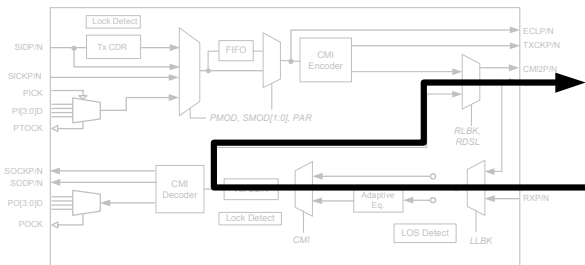 Lock Detect
SIDP/N
Tx CDR
FIFO
CMI
Encoder
ECLP/N
TXCKP/N
CMI2P/N
SICKP/N
PICK
PI[3:0]D
PTOCK
PMOD, SMOD[1:0], PAR
RLBK,
RDSL
SOCKP/N
SODP/N
PO[3:0]D
POCK
CMI
Decoder
Lock Detect
CMI
Adaptive
Eq.
LOS Detect
LLBK
RXP/N